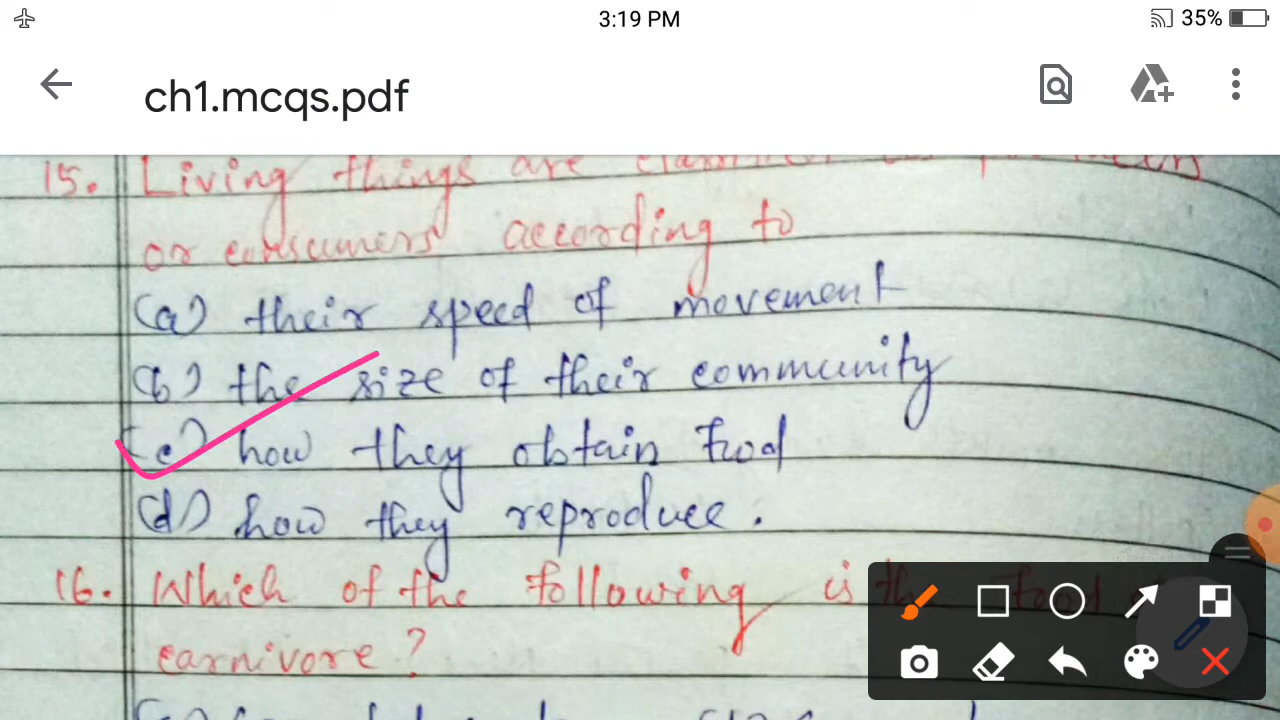 3:19 PM
35%
ch1.mcqs.pdf
15. Living things are
or consumers according to
(a) their speed of movement
(b) the size of their community
(c) how they obtain food
(d) how they reproduce.
16. Which of the following is the food
carnivore?